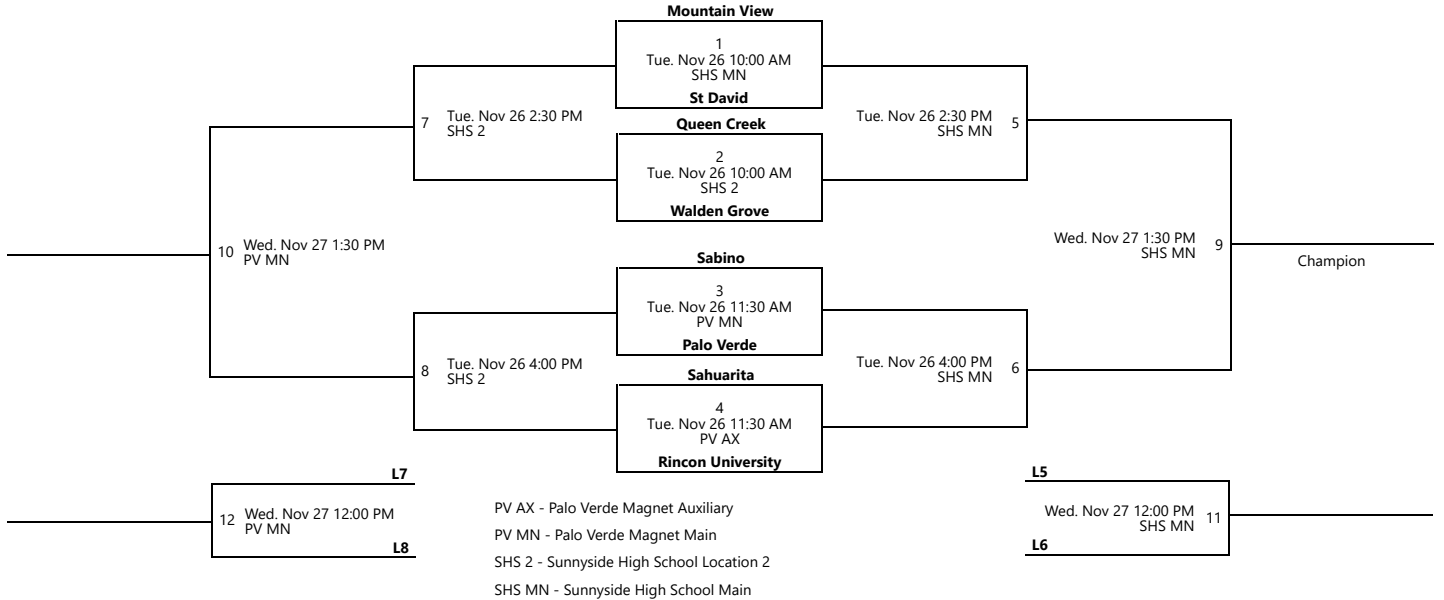 Mountain View
1
Tue. Nov 26 10:00 AM
SHS MN
St David
7
Tue. Nov 26 2:30 PM
SHS 2
Tue. Nov 26 2:30 PM
SHS MN
5
Queen Creek
2
Tue. Nov 26 10:00 AM
SHS 2
Walden Grove
10
Wed. Nov 27 1:30 PM
PV MN
Wed. Nov 27 1:30 PM
SHS MN
9
Champion
Sabino
3
Tue. Nov 26 11:30 AM
PV MN
Palo Verde
8
Tue. Nov 26 4:00 PM
SHS 2
Tue. Nov 26 4:00 PM
SHS MN
6
Sahuarita
4
Tue. Nov 26 11:30 AM
PV AX
Rincon University
L7
12
Wed. Nov 27 12:00 PM
PV MN
L8
PV AX - Palo Verde Magnet Auxiliary
PV MN - Palo Verde Magnet Main
SHS 2 - Sunnyside High School Location 2
SHS MN - Sunnyside High School Main
L5
Wed. Nov 27 12:00 PM
SHS MN
11
L6